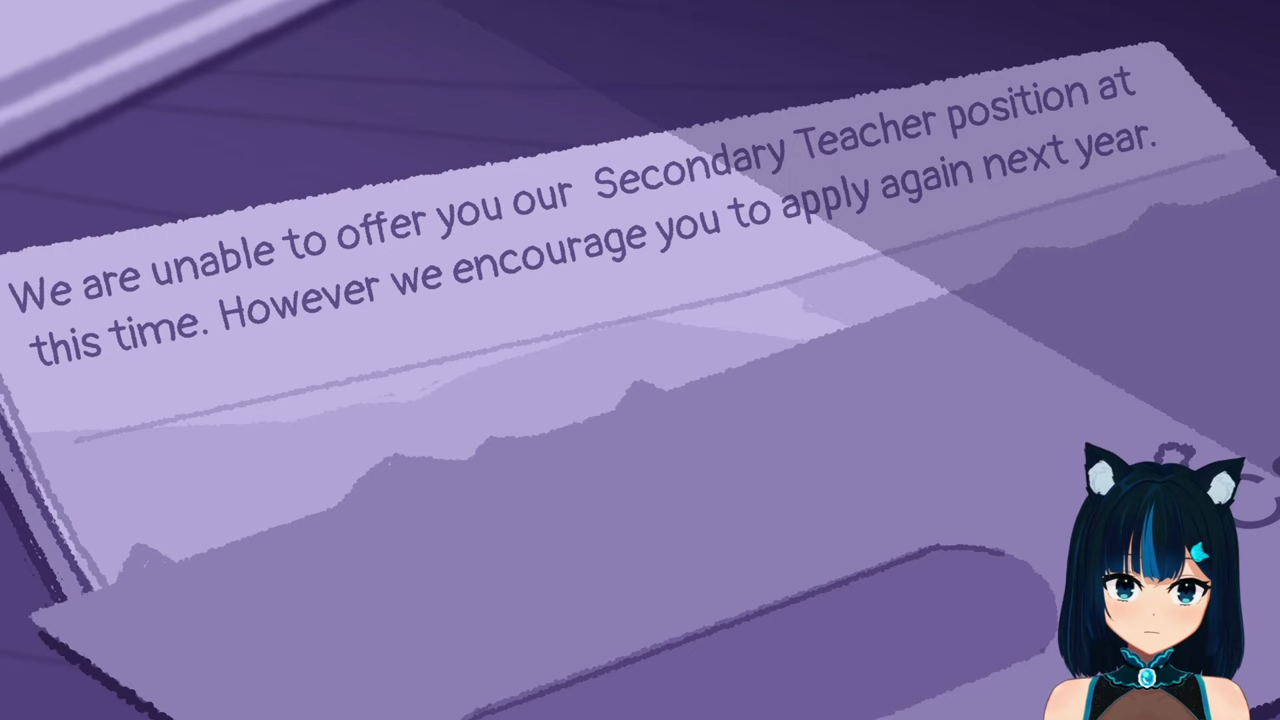 We are unable to offer you our Secondary Teacher position at
this time. However we encourage you to apply again next year.